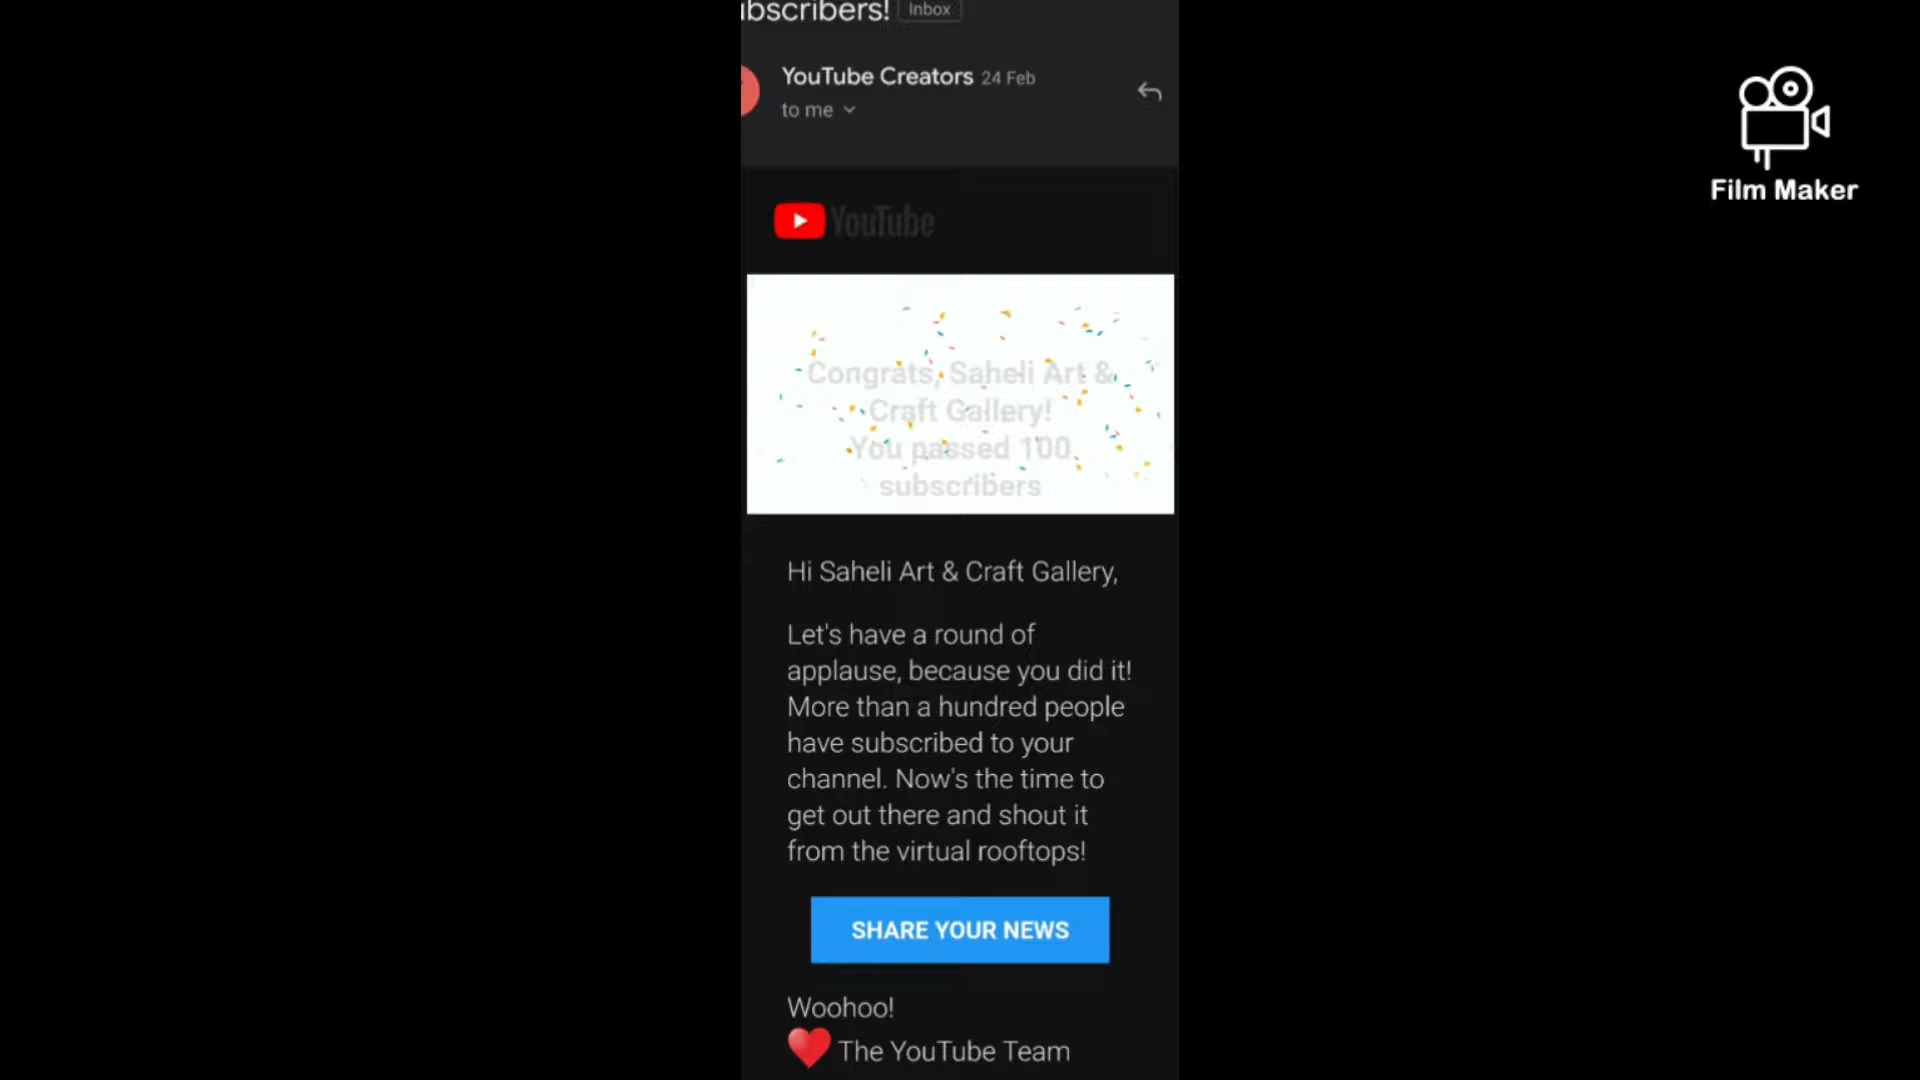 ubscribers! Inbox
YouTube Creators 24 Feb
to me
YouTube
Film Maker
Congrats, Saheli Art &
Craft Gallery!
You passed 100
subscribers
Hi Saheli Art & Craft Gallery,
Let's have a round of
applause, because you did it!
More than a hundred people
have subscribed to your
channel. Now's the time to
get out there and shout it
from the virtual rooftops!
SHARE YOUR NEWS
Woohoo!
The YouTube Team